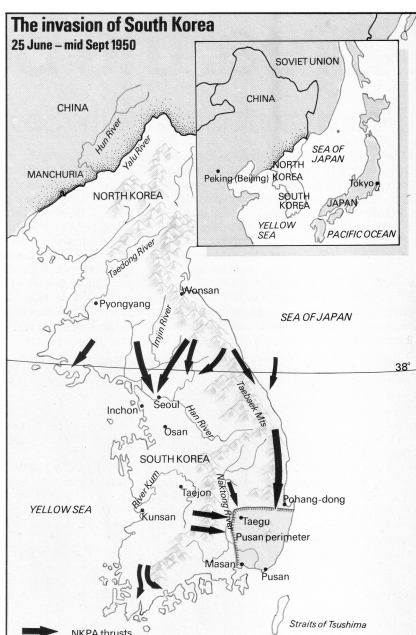 The invasion of South Korea
25 June – mid Sept 1950
SOVIET UNION
CHINA
SEA OF
JAPAN
NORTH
KOREA
Peking (Beijing)
SOUTH
KOREA
Tokyo
JAPAN
YELLOW
SEA
PACIFIC OCEAN
CHINA
Hun River
Yalu River
MANCHURIA
NORTH KOREA
Taedong River
Wonsan
Pyongyang
Imjin River
SEA OF JAPAN
38°
Taebaek Mts
Seoul
Inchon
Han River
Osan
SOUTH KOREA
River Kum
Taejon
Naktong River
Pohang-dong
YELLOW SEA
Kunsan
Taegu
Pusan perimeter
Masan
Pusan
Straits of Tsushima
NKPA thrusts